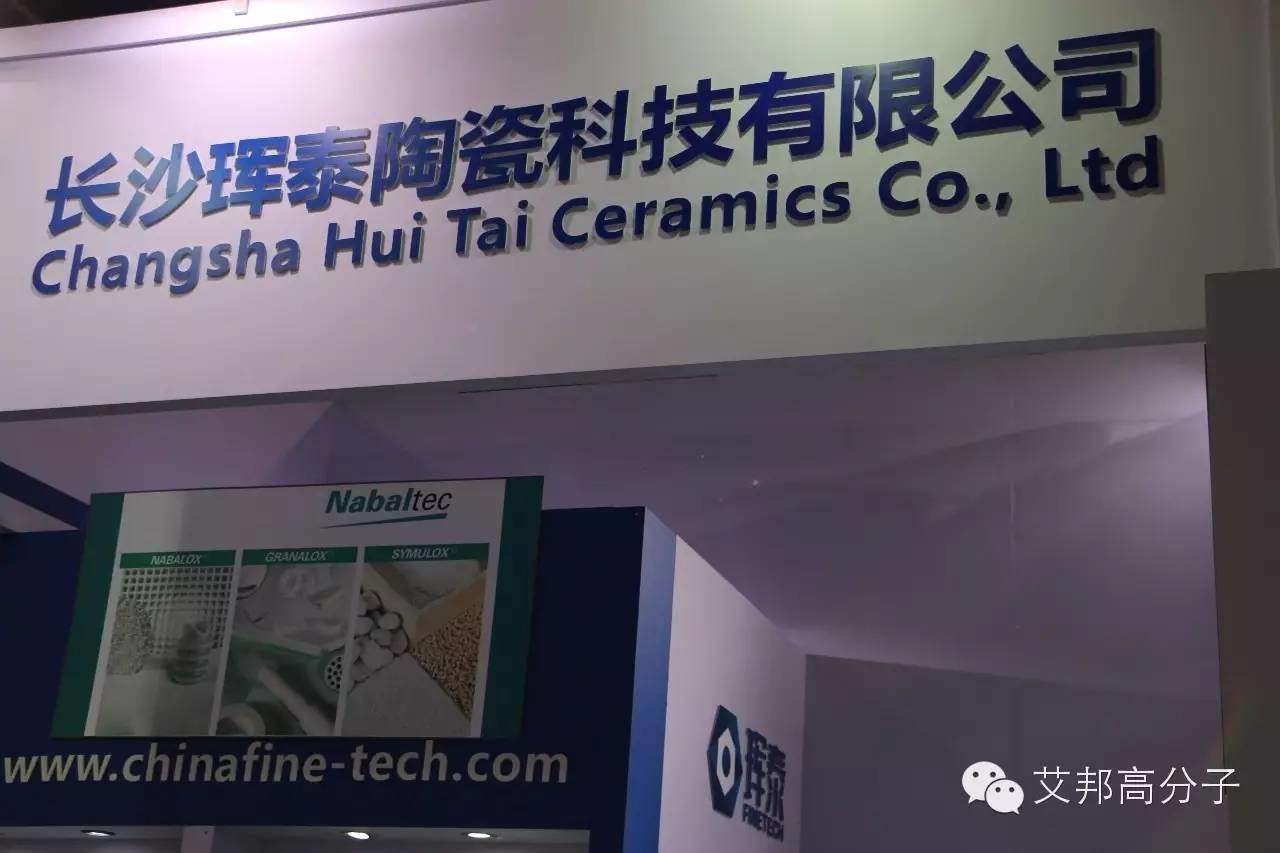 长沙珲泰陶瓷科技有限公司
Changsha Hui Tai Ceramics Co., Ltd
Nabaltec
NABALOX® GRANALOX® SYMULOX®
www.chinafine-tech.com
珲泰
FINETECH
艾邦高分子